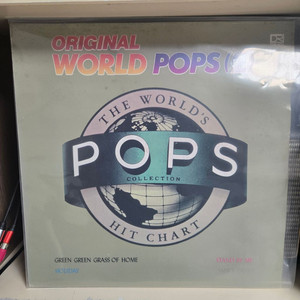 ORIGINAL
WORLD POPS
THE WORLD'S
POPS
COLLECTION
HIT CHART
GREEN GREEN GRASS OF HOME